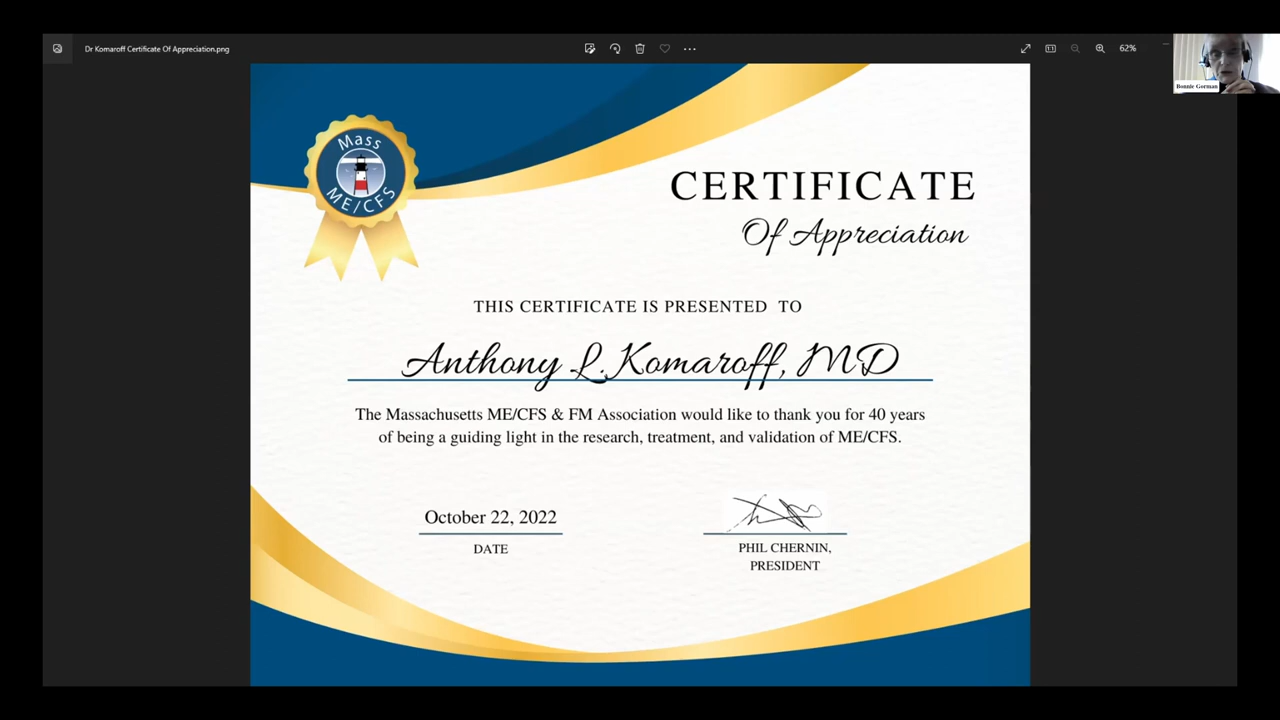 Dr Komaroff Certificate Of Appreciation.png
62%
Bonnie Gorman
Mass
ME/CFS
CERTIFICATE
Of Appreciation
THIS CERTIFICATE IS PRESENTED TO
Anthony L. Komaroff, MD
The Massachusetts ME/CFS & FM Association would like to thank you for 40 years
of being a guiding light in the research, treatment, and validation of ME/CFS.
October 22, 2022
DATE
PHIL CHERNIN,
PRESIDENT